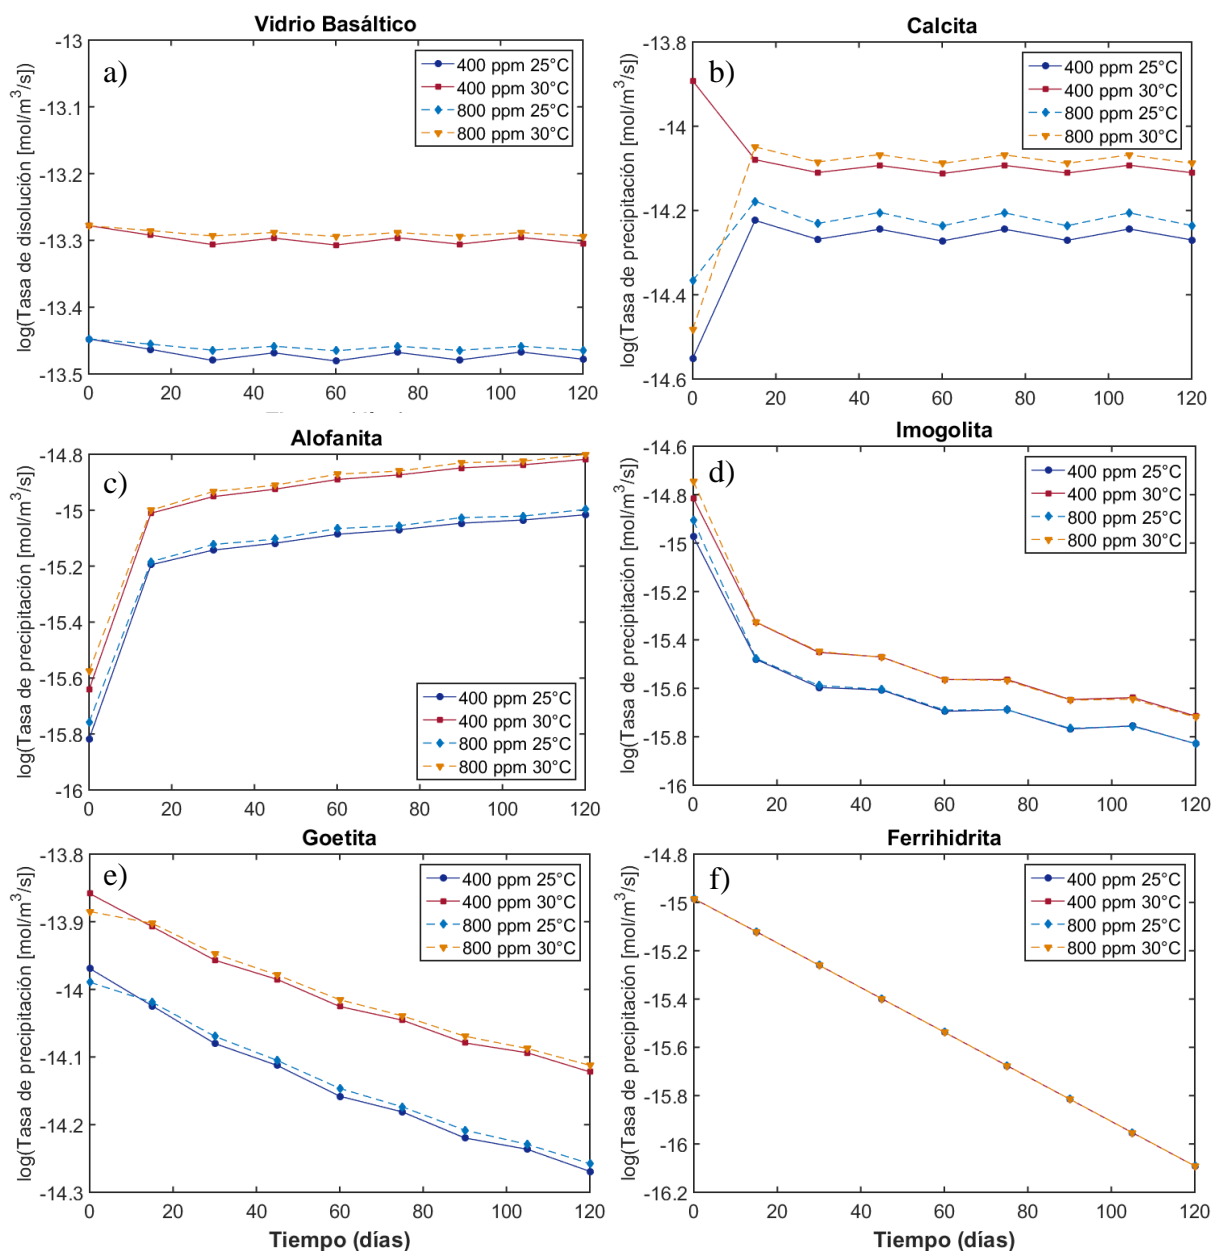 Vidrio Basáltico
a)
log(Tasa de disolución [mol/m³/s])
-13
-13.1
-13.2
-13.3
-13.4
-13.5
0 20 40 60 80 100 120
400 ppm 25°C
400 ppm 30°C
800 ppm 25°C
800 ppm 30°C
Calcita
b)
log(Tasa de precipitación [mol/m³/s])
-13.8
-14
-14.2
-14.4
-14.6
0 20 40 60 80 100 120
400 ppm 25°C
400 ppm 30°C
800 ppm 25°C
800 ppm 30°C
Alofanita
c)
log(Tasa de precipitación [mol/m³/s])
-14.8
-15
-15.2
-15.4
-15.6
-15.8
-16
0 20 40 60 80 100 120
400 ppm 25°C
400 ppm 30°C
800 ppm 25°C
800 ppm 30°C
Imogolita
d)
log(Tasa de precipitación [mol/m³/s])
-14.6
-14.8
-15
-15.2
-15.4
-15.6
-15.8
-16
0 20 40 60 80 100 120
400 ppm 25°C
400 ppm 30°C
800 ppm 25°C
800 ppm 30°C
Goetita
e)
log(Tasa de precipitación [mol/m³/s])
-13.8
-13.9
-14
-14.1
-14.2
-14.3
0 20 40 60 80 100 120
Tiempo (días)
400 ppm 25°C
400 ppm 30°C
800 ppm 25°C
800 ppm 30°C
Ferrihidrita
f)
log(Tasa de precipitación [mol/m³/s])
-14.8
-15
-15.2
-15.4
-15.6
-15.8
-16
-16.2
0 20 40 60 80 100 120
Tiempo (días)
400 ppm 25°C
400 ppm 30°C
800 ppm 25°C
800 ppm 30°C